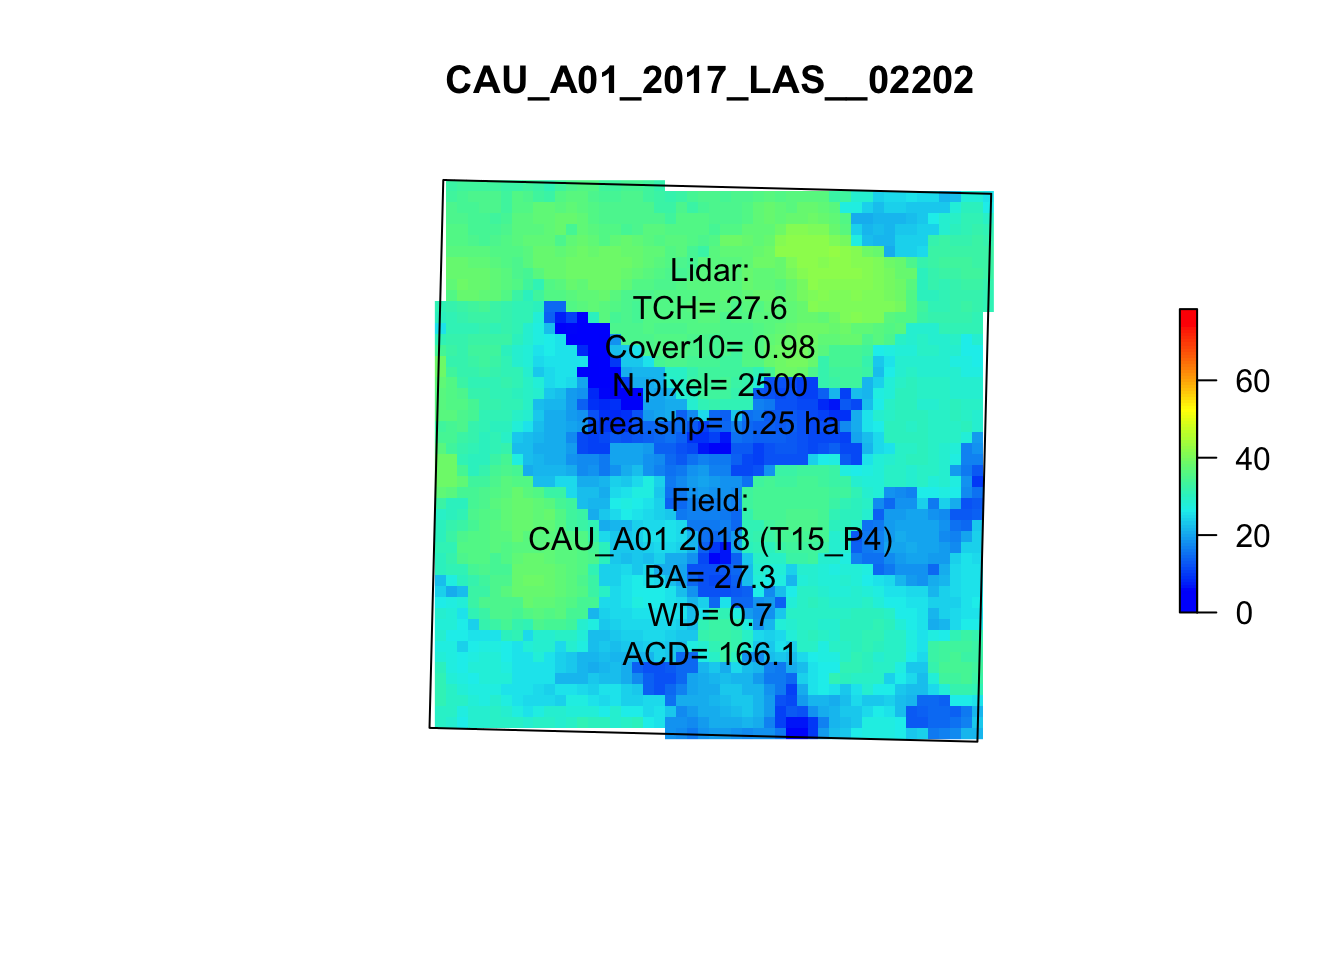 CAU_A01_2017_LAS__02202
Lidar:
TCH= 27.6
Cover10= 0.98
N.pixel= 2500
area.shp= 0.25 ha
Field:
CAU_A01 2018 (T15_P4)
BA= 27.3
WD= 0.7
ACD= 166.1
60
40
20
0